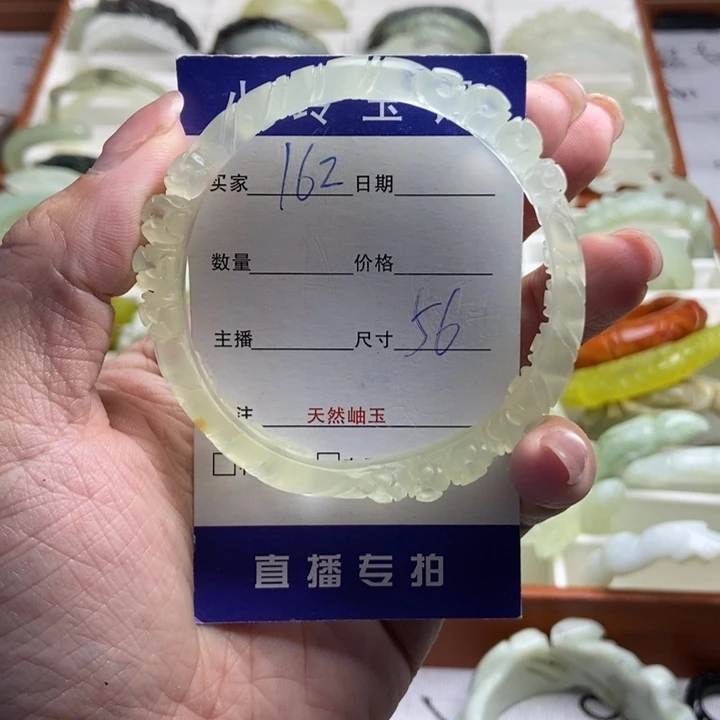 买家 162 日期
数量 价格
主播 尺寸 56
注 天然岫玉
直播专拍